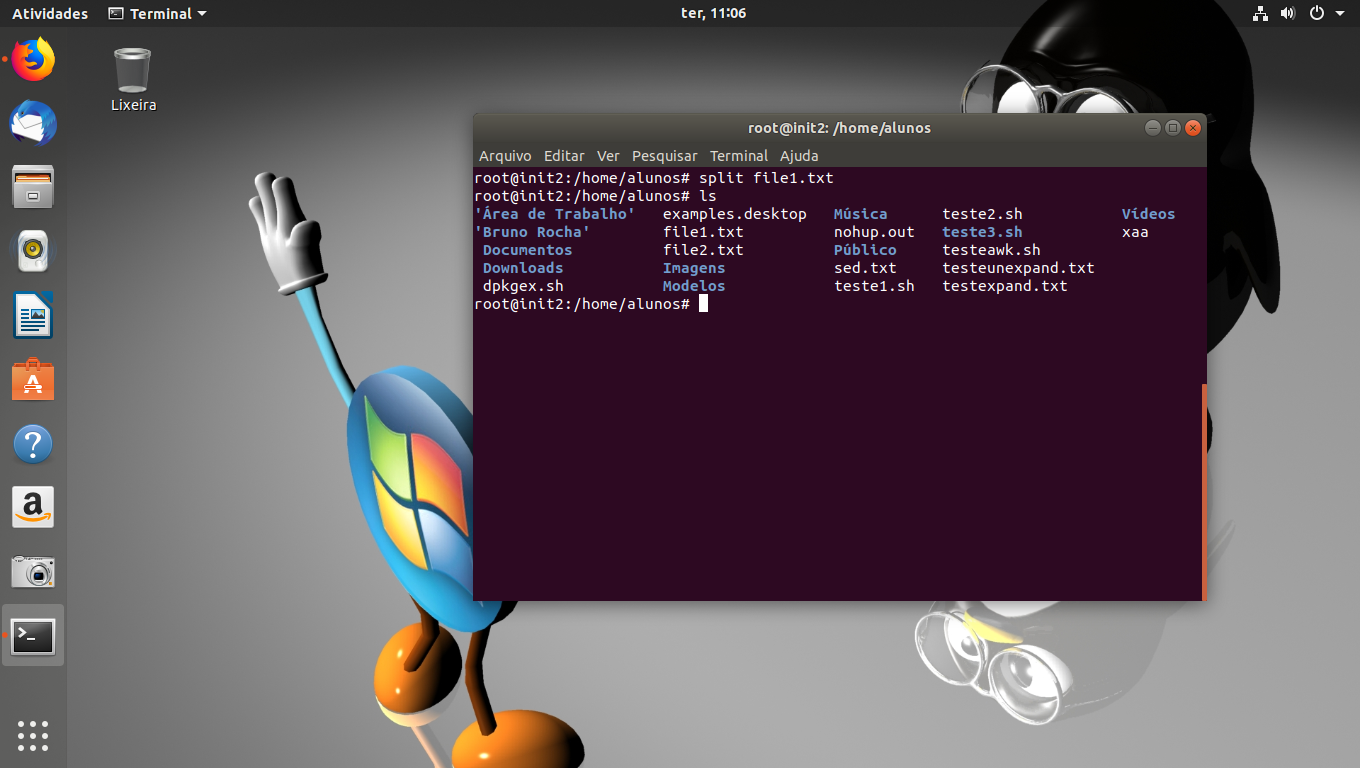 Atividades Terminal ter, 11:06
Lixeira
root@init2: /home/alunos
Arquivo Editar Ver Pesquisar Terminal Ajuda
root@init2:/home/alunos# split file1.txt
root@init2:/home/alunos# ls
'Área de Trabalho' examples.desktop Música teste2.sh Vídeos
'Bruno Rocha' file1.txt nohup.out teste3.sh xaa
Documentos file2.txt Público testeawk.sh
Downloads Imagens sed.txt testeunexpand.txt
dpkgex.sh Modelos teste1.sh testexpand.txt
root@init2:/home/alunos#